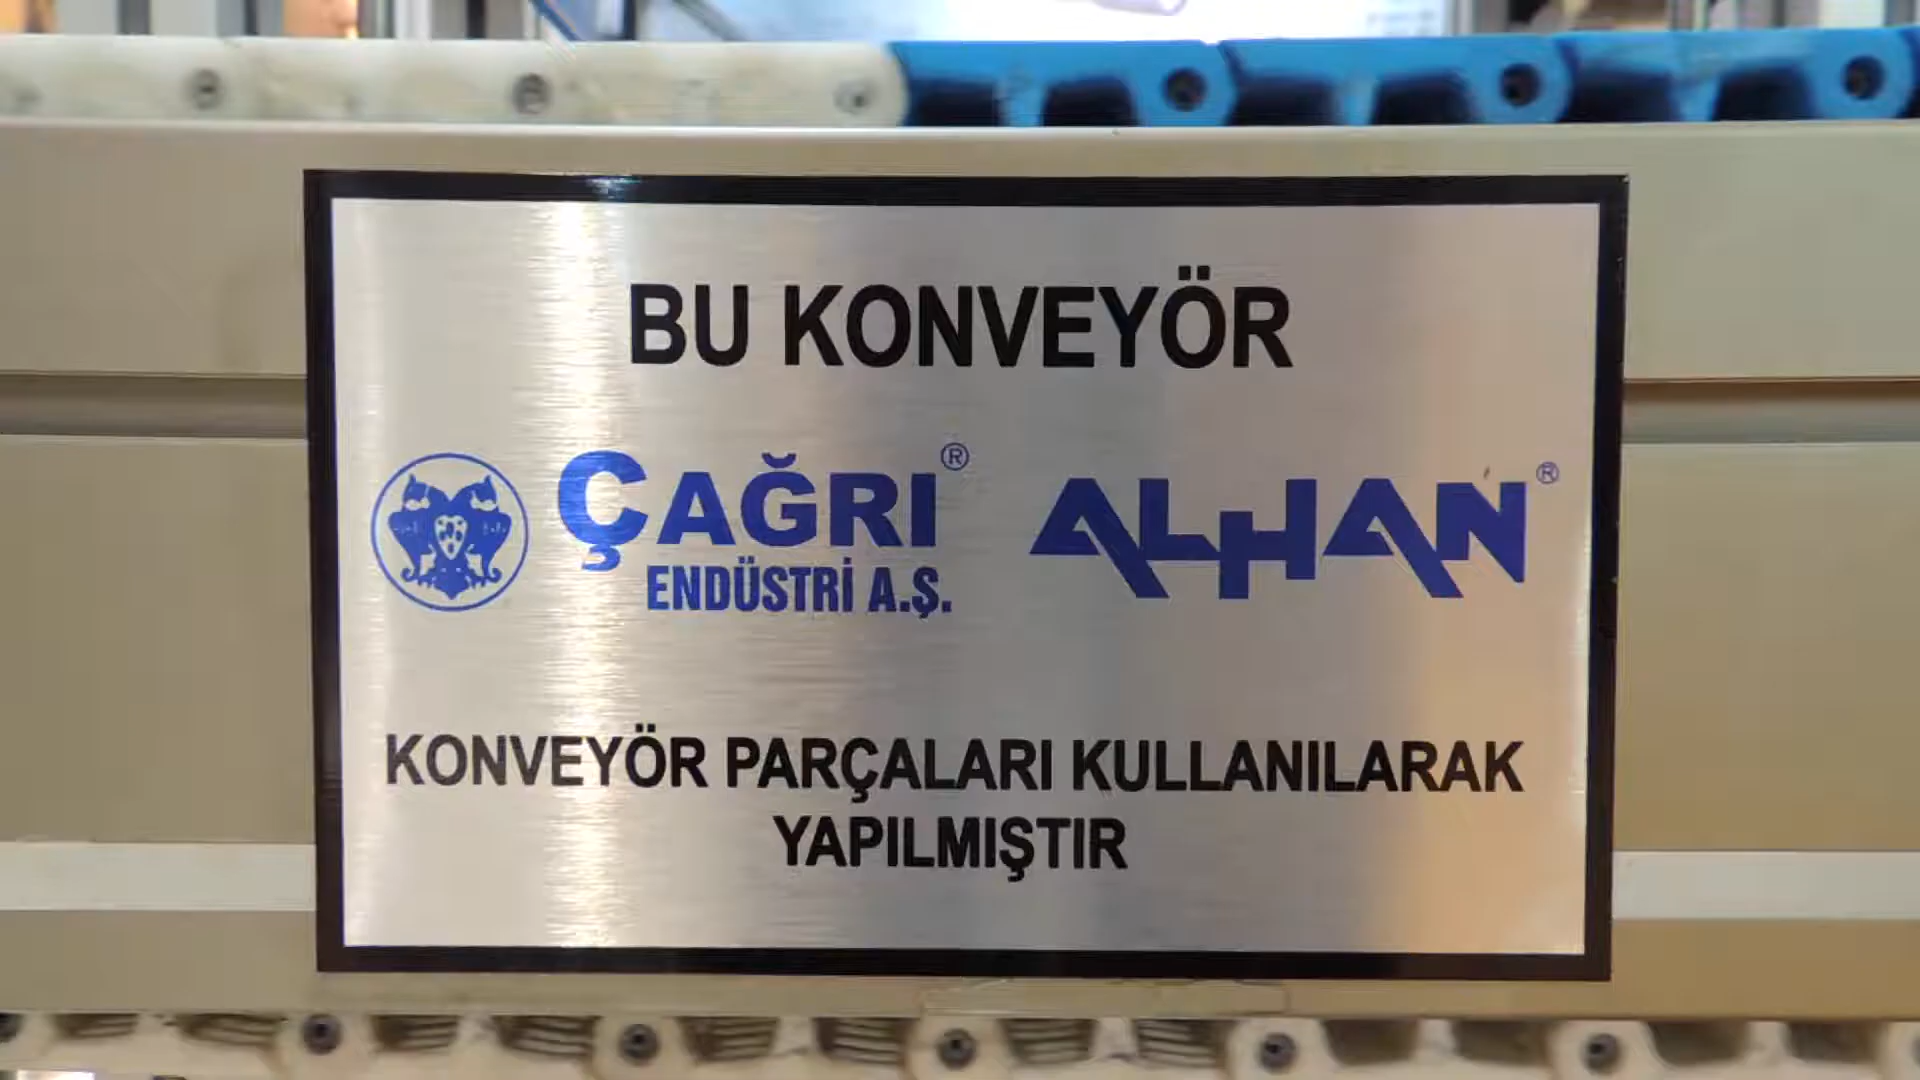 BU KONVEYÖR
ÇAĞRI® ALHAN®
ENDÜSTRİ A.Ş.
KONVEYÖR PARÇALARI KULLANILARAK
YAPILMIŞTIR